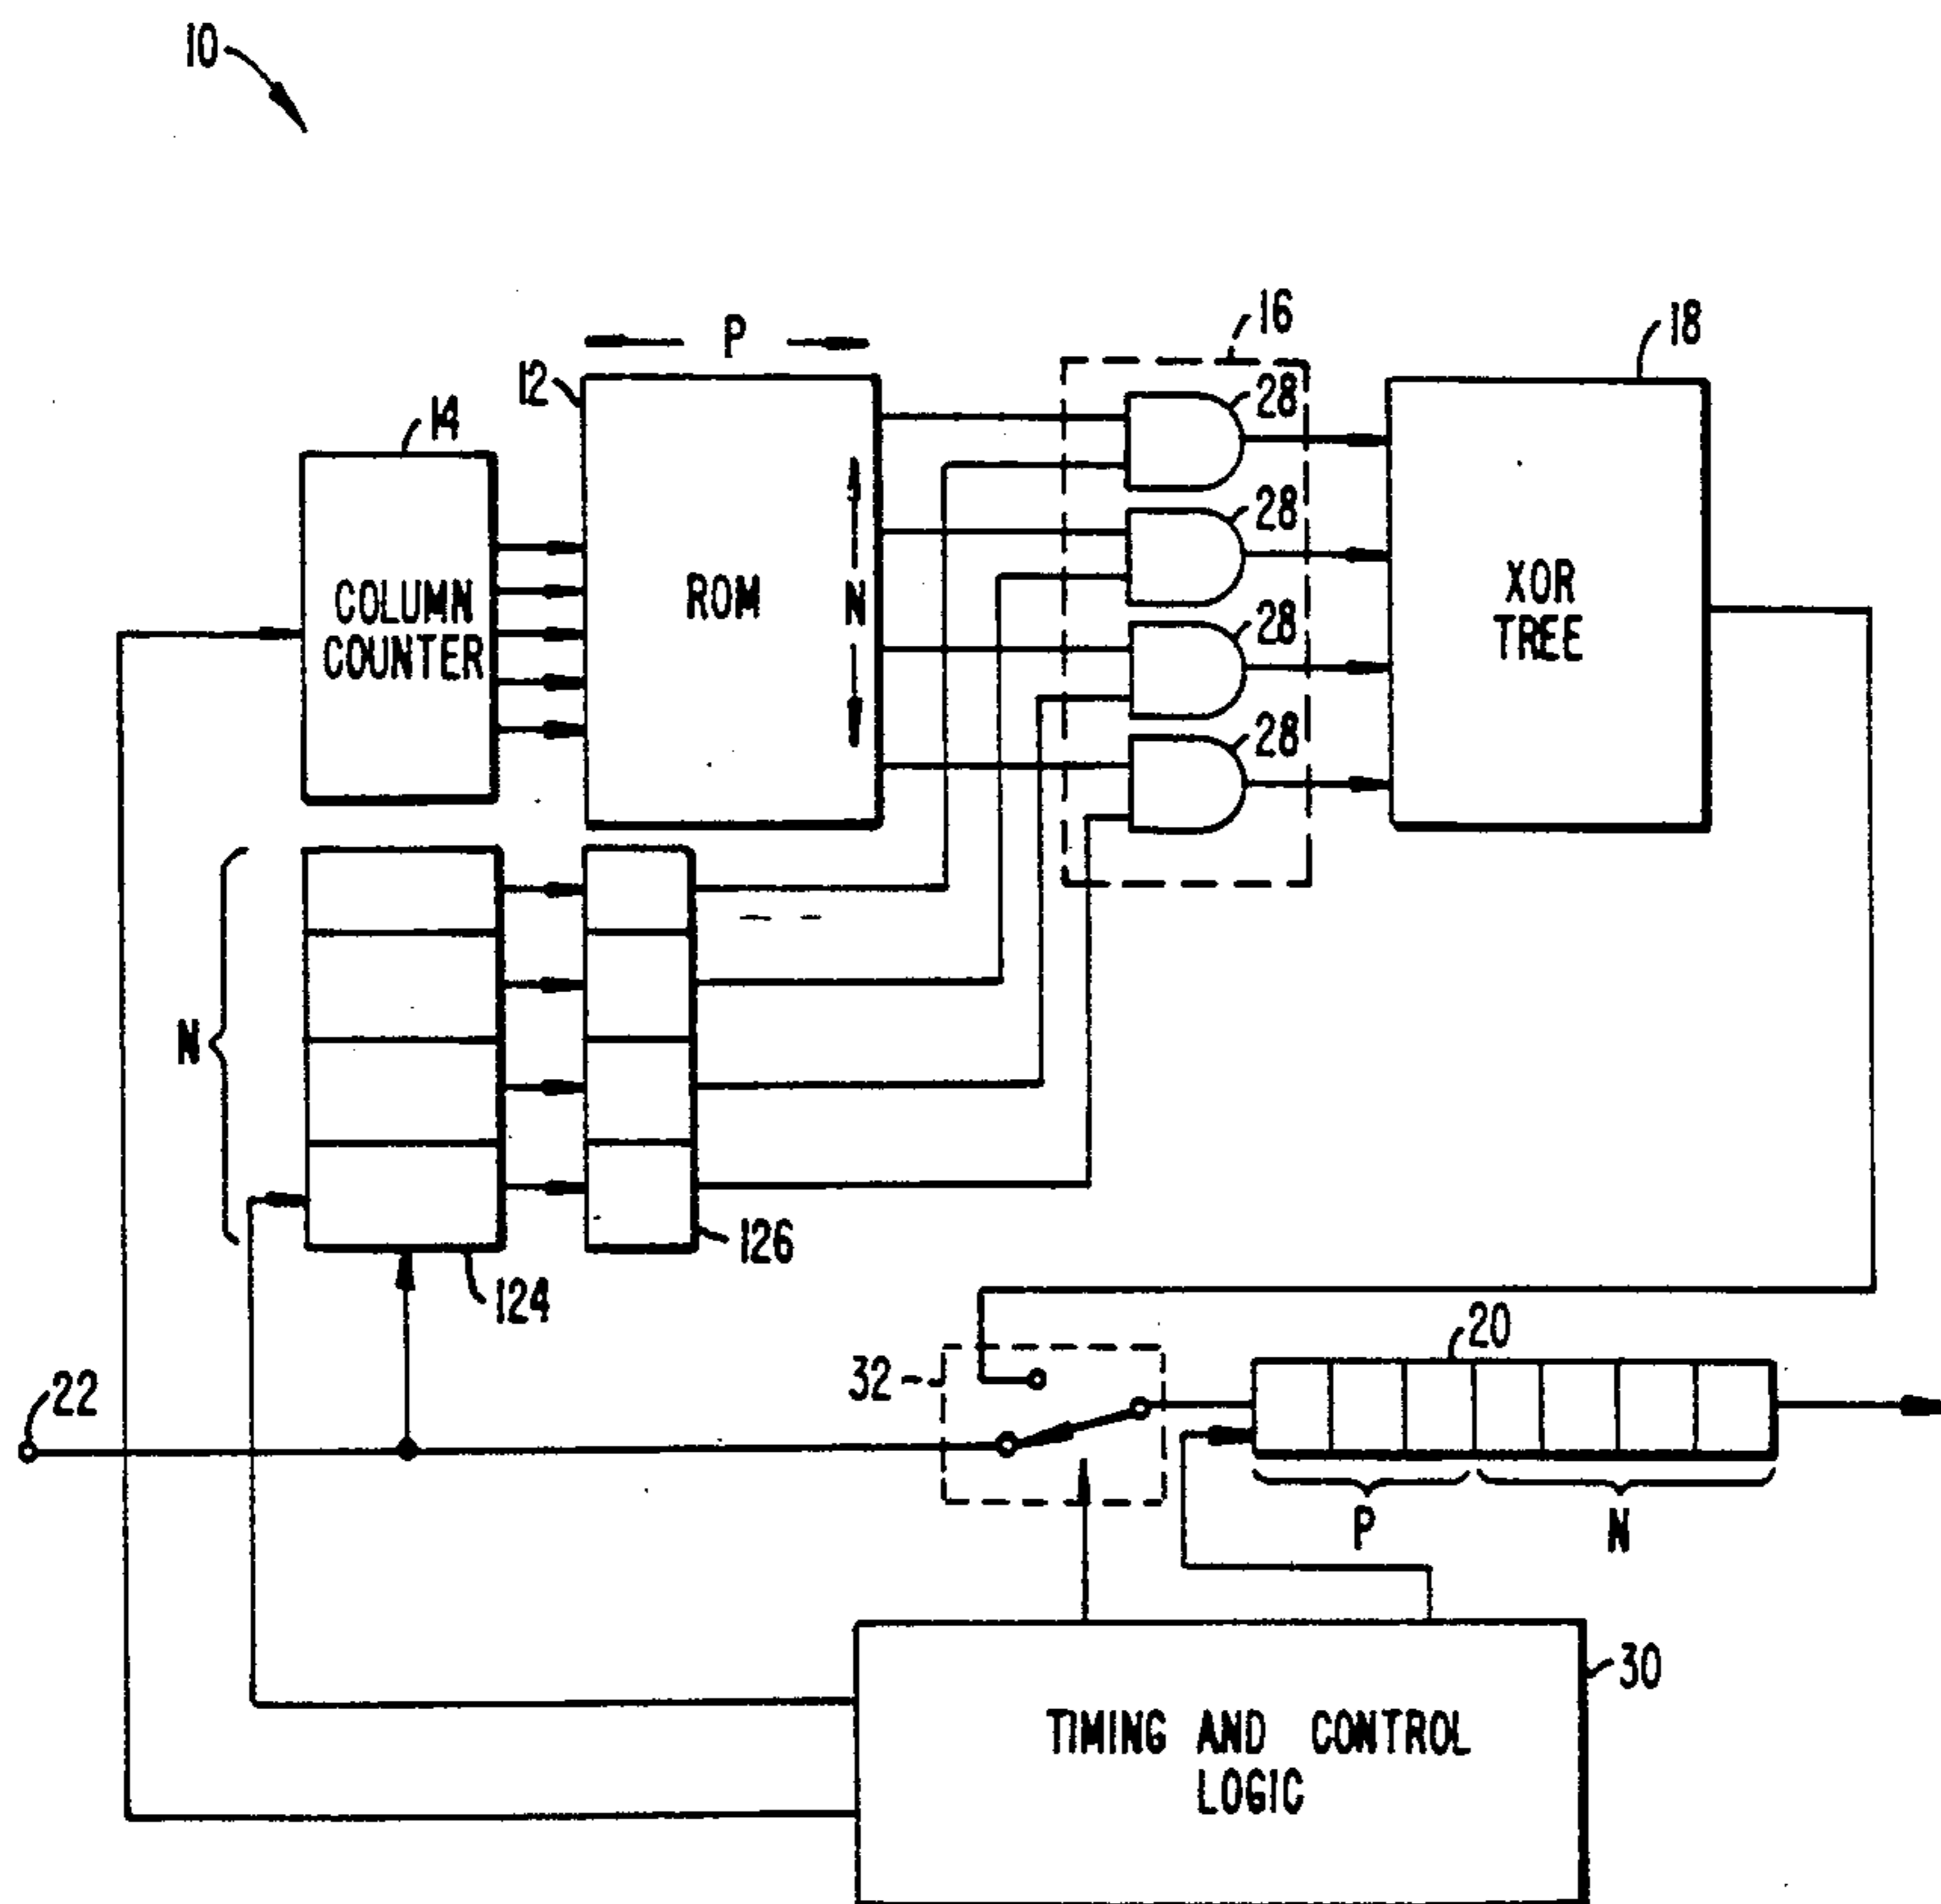 10
P
16
18
12
28
14
28
COLUMN
COUNTER
ROM
N
XOR
TREE
28
28
N
126
124
20
32
22
P
N
30
TIMING AND CONTROL
LOGIC